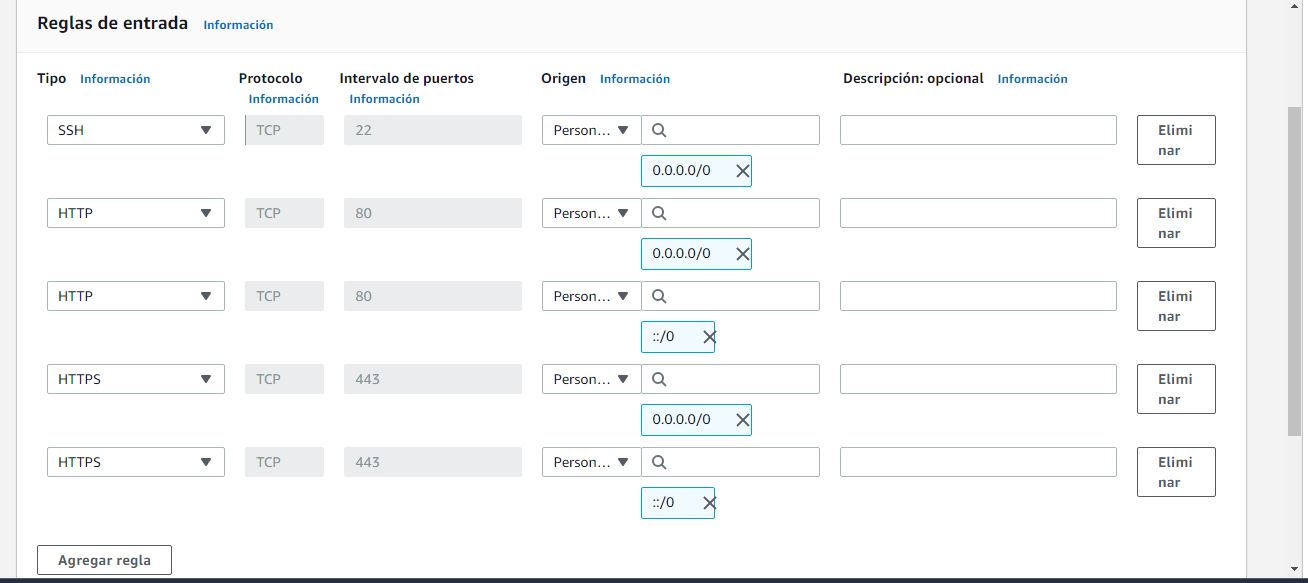 Reglas de entrada Información
Tipo Información Protocolo Intervalo de puertos Origen Información Descripción: opcional Información
Información Información
SSH TCP 22 Person... Elimi
nar
0.0.0.0/0
HTTP TCP 80 Person... Elimi
nar
0.0.0.0/0
HTTP TCP 80 Person... Elimi
nar
::/0
HTTPS TCP 443 Person... Elimi
nar
0.0.0.0/0
HTTPS TCP 443 Person... Elimi
nar
::/0
Agregar regla